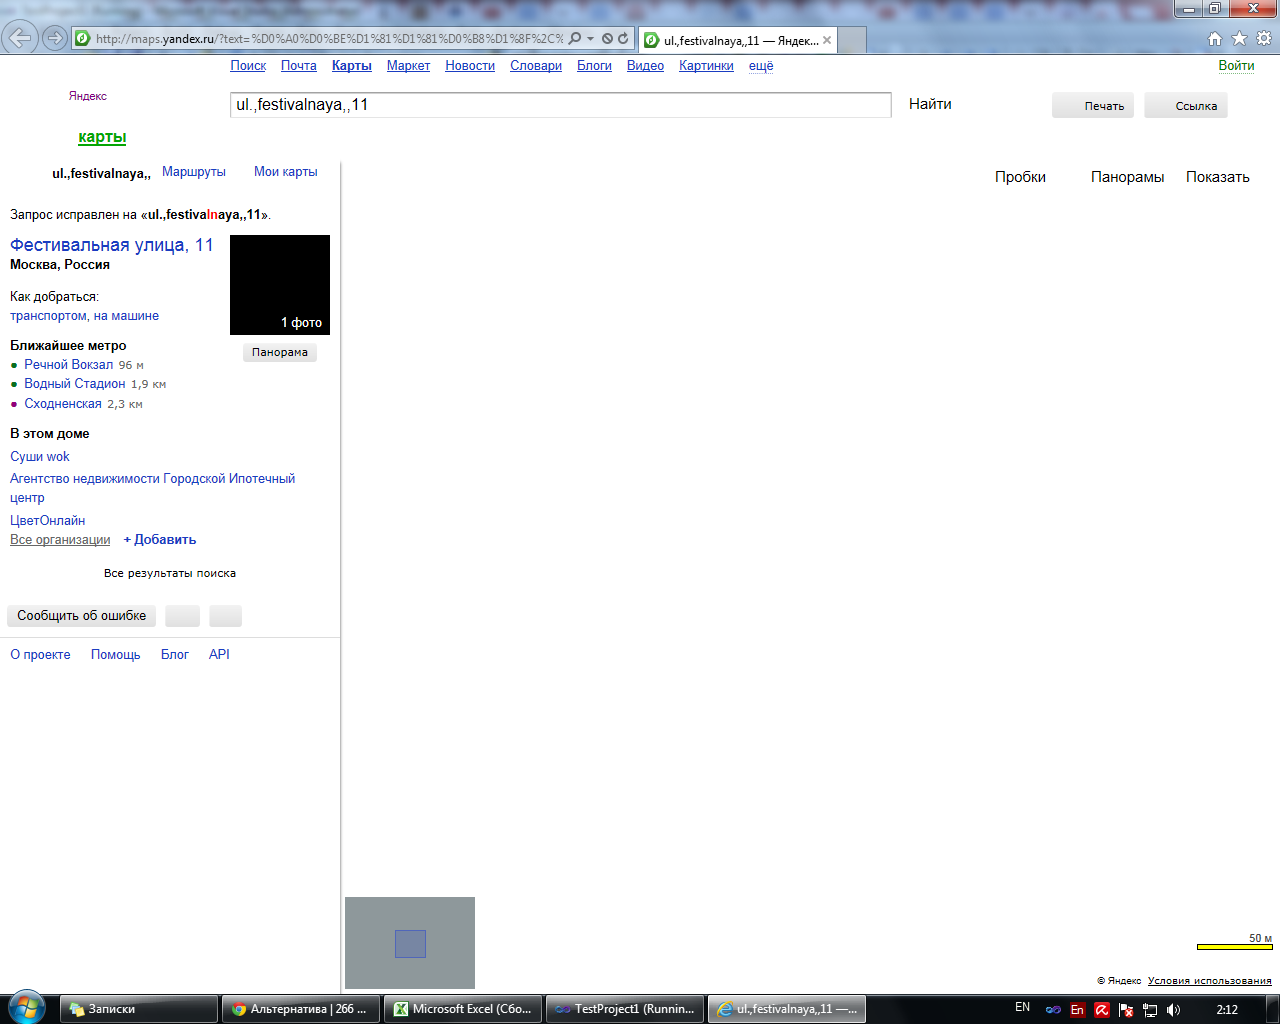 http://maps.yandex.ru/?text=%D0%A0%D0%BE%D1%81%D1%81%D0%B8%D1%8F%2C%
ul.,festivalnaya,,11 — Яндек...
Поиск Почта Карты Маркет Новости Словари Блоги Видео Картинки ещё Войти
Яндекс
карты
ul.,festivalnaya,,11 Найти Печать Ссылка
ul.,festivalnaya,, Маршруты Мои карты
Пробки Панорамы Показать
Запрос исправлен на «ul.,festivalnaya,,11».
Фестивальная улица, 11
Москва, Россия
Как добраться:
транспортом, на машине
1 фото
Панорама
Ближайшее метро
Речной Вокзал 96 м
Водный Стадион 1,9 км
Сходненская 2,3 км
В этом доме
Суши wok
Агентство недвижимости Городской Ипотечный
центр
ЦветОнлайн
Все организации + Добавить
Все результаты поиска
Сообщить об ошибке
О проекте Помощь Блог API
50 м
© Яндекс Условия использования
Записки
Альтернатива | 266 ...
Microsoft Excel (Сбо...
TestProject1 (Runnin...
ul.,festivalnaya,,11 —...
EN
En
2:12